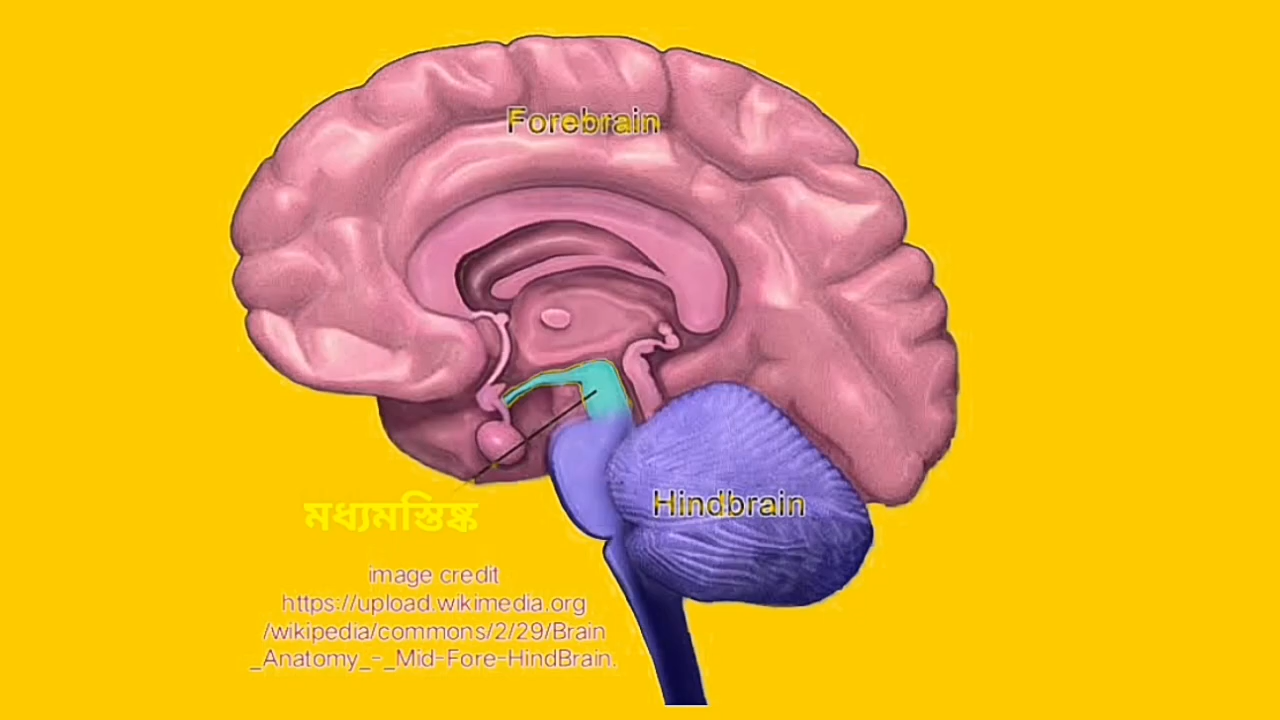 Forebrain
Hindbrain
মধ্যমস্তিষ্ক
image credit
https://upload.wikimedia.org
/wikipedia/commons/2/29/Brain
_Anatomy_-_Mid-Fore-HindBrain.